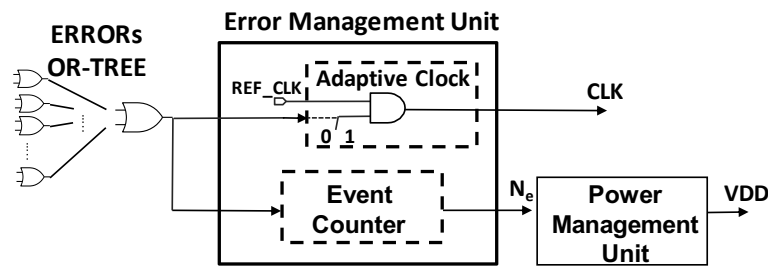 Error Management Unit
ERRORs
OR-TREE
Adaptive Clock
REF_CLK
CLK
0 1
Event
Counter
Ne
Power
Management
Unit
VDD